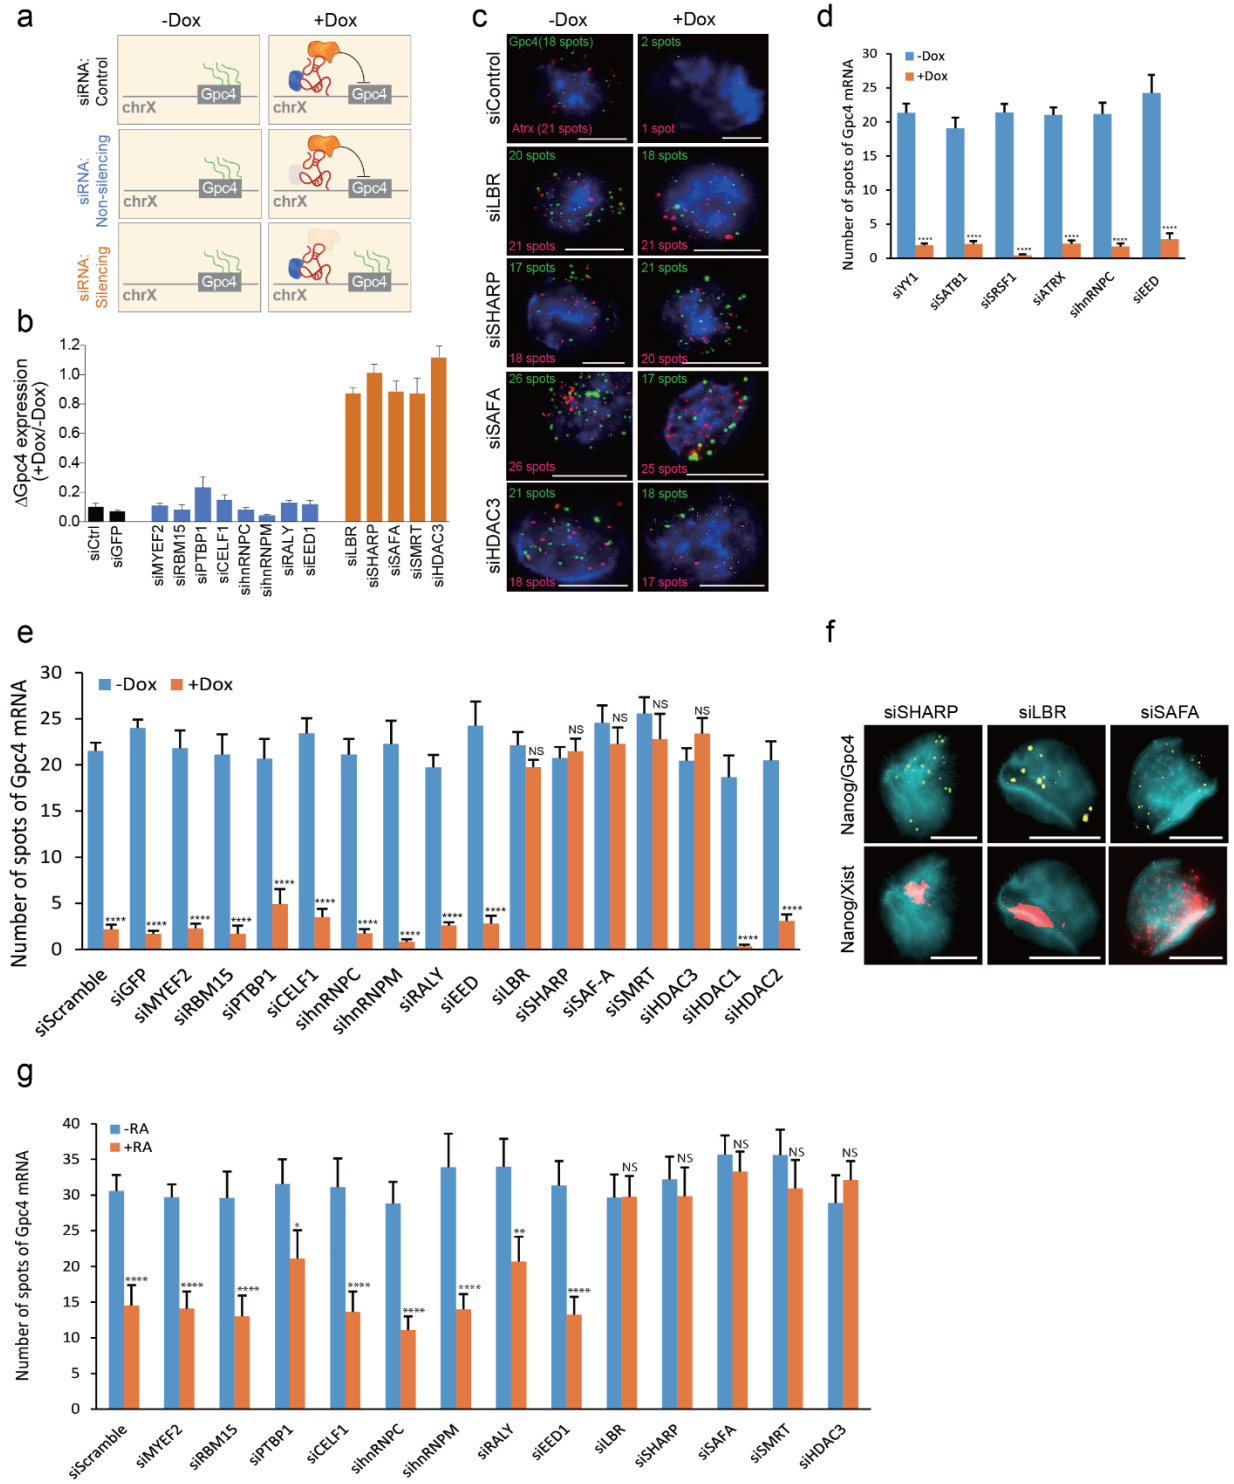 a
-Dox
+Dox
siRNA:
Control
Gpc4
chrX
Gpc4
chrX
siRNA:
Non-silencing
Gpc4
chrX
Gpc4
chrX
siRNA:
Silencing
Gpc4
chrX
Gpc4
chrX
b
ΔGpc4 expression
(+Dox/-Dox)
1.2
1.0
0.8
0.6
0.4
0.2
0.0
siCtrl
siGFP
siMYEF2
siRBM15
siPTBP1
siCELF1
sihnRNPC
sihnRNPM
siRALY
siEED1
siLBR
siSHARP
siSAFA
siSMRT
siHDAC3
c
-Dox
+Dox
siControl
Gpc4(18 spots)
Atrx (21 spots)
2 spots
1 spot
siLBR
20 spots
21 spots
18 spots
21 spots
siSHARP
17 spots
18 spots
21 spots
20 spots
siSAFA
26 spots
26 spots
17 spots
25 spots
siHDAC3
21 spots
18 spots
18 spots
17 spots
d
Number of spots of Gpc4 mRNA
30
25
20
15
10
5
0
-Dox
+Dox
****
****
****
****
****
****
siYY1
siSATB1
siSRSF1
siATRX
sihnRNPC
siEED
e
Number of spots of Gpc4 mRNA
30
25
20
15
10
5
0
-Dox +Dox
****
****
****
****
****
****
****
****
****
****
NS
NS
NS
NS
NS
****
****
siScramble
siGFP
siMYEF2
siRBM15
siPTBP1
siCELF1
sihnRNPC
sihnRNPM
siRALY
siEED
siLBR
siSHARP
siSAF-A
siSMRT
siHDAC3
siHDAC1
siHDAC2
f
siSHARP
siLBR
siSAFA
Nanog/Gpc4
Nanog/Xist
g
Number of spots of Gpc4 mRNA
40
35
30
25
20
15
10
5
0
-RA
+RA
****
****
****
*
****
****
****
**
****
NS
NS
NS
NS
NS
siScramble
siMYEF2
siRBM15
siPTBP1
siCELF1
sihnRNPC
sihnRNPM
siRALY
siEED1
siLBR
siSHARP
siSAFA
siSMRT
siHDAC3